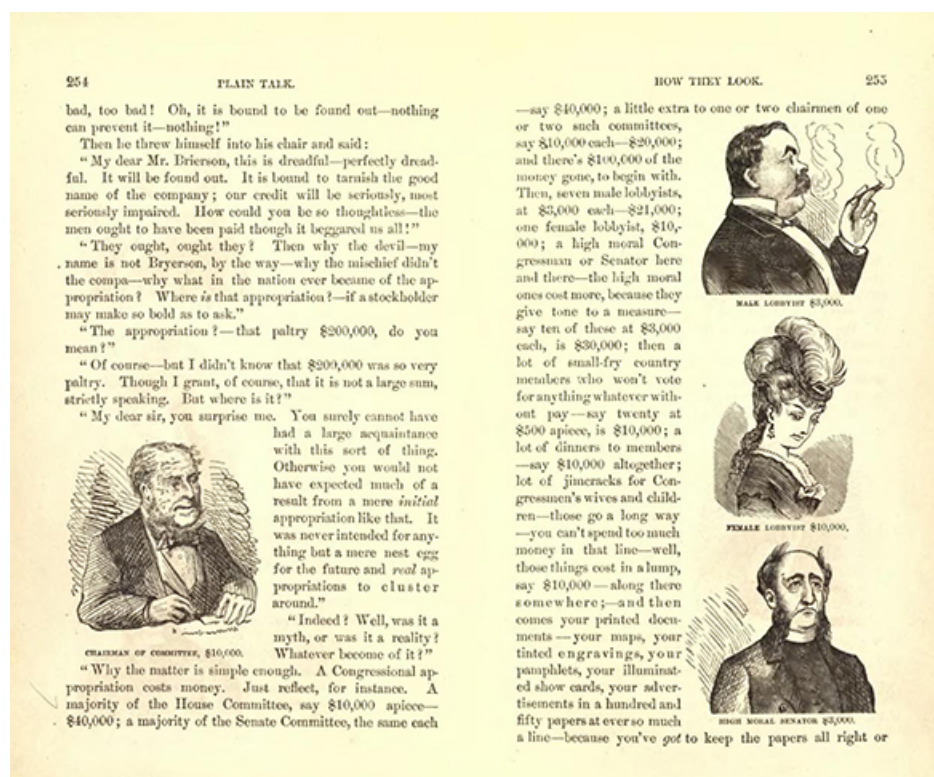 254
PLAIN TALK.
bad, too bad! Oh, it is bound to be found out—nothing
can prevent it—nothing!"
Then he threw himself into his chair and said:
"My dear Mr. Brierson, this is dreadful—perfectly dread-
ful. It will be found out. It is bound to tarnish the good
name of the company; our credit will be seriously, most
seriously impaired. How could you be so thoughtless—the
men ought to have been paid though it beggared us all!"
"They ought, ought they? Then why the devil—my
name is not Bryerson, by the way—why the mischief didn't
the compa—why what in the nation ever became of the ap-
propriation? Where is that appropriation?—if a stockholder
may make so bold as to ask."
"The appropriation?—that paltry $200,000, do you
mean?"
"Of course—but I didn't know that $200,000 was so very
paltry. Though I grant, of course, that it is not a large sum,
strictly speaking. But where is it?"
"My dear sir, you surprise me. You surely cannot have
had a large acquaintance
with this sort of thing.
Otherwise you would not
have expected much of a
result from a mere initial
appropriation like that. It
was never intended for any-
thing but a mere nest egg
for the future and real ap-
propriations to cluster
around."
"Indeed? Well, was it a
myth, or was it a reality?
Whatever become of it?"
CHAIRMAN OF COMMITTEE, $10,000.
"Why the matter is simple enough. A Congressional ap-
propriation costs money. Just reflect, for instance. A
majority of the House Committee, say $10,000 apiece—
$40,000; a majority of the Senate Committee, the same each
HOW THEY LOOK.
255
—say $40,000; a little extra to one or two chairmen of one
or two such committees,
say $10,000 each—$20,000;
and there's $100,000 of the
money gone, to begin with.
Then, seven male lobbyists,
at $3,000 each—$21,000;
one female lobbyist, $10,-
000; a high moral Con-
gressman or Senator here
and there—the high moral
ones cost more, because they
give tone to a measure—
say ten of these at $3,000
each, is $30,000; then a
lot of small-fry country
members who won't vote
for anything whatever with-
out pay—say twenty at
$500 apiece, is $10,000; a
lot of dinners to members
—say $10,000 altogether;
lot of jimcracks for Con-
gressmen's wives and child-
ren—those go a long way
—you can't spend too much
money in that line—well,
those things cost in a lump,
say $10,000—along there
somewhere;—and then
comes your printed docu-
ments—your maps, your
tinted engravings, your
pamphlets, your illuminat-
ed show cards, your adver-
tisements in a hundred and
fifty papers at ever so much
a line—because you've got to keep the papers all right or
MALE LOBBYIST $3,000.
FEMALE LOBBYIST $10,000.
HIGH MORAL SENATOR $3,000.